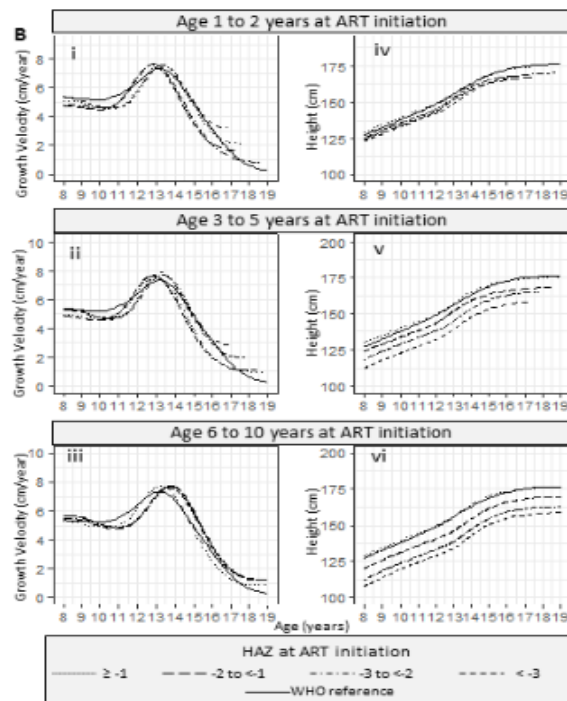 B
Age 1 to 2 years at ART initiation
i
iv
Growth Velocity (cm/year)
8
6
4
2
0
8 9 10 11 12 13 14 15 16 17 18 19
Height (cm)
175
150
125
100
8 9 10 11 12 13 14 15 16 17 18 19
Age 3 to 5 years at ART initiation
ii
v
Growth Velocity (cm/year)
10
8
6
4
2
0
8 9 10 11 12 13 14 15 16 17 18 19
Height (cm)
200
175
150
125
100
8 9 10 11 12 13 14 15 16 17 18 19
Age 6 to 10 years at ART initiation
iii
vi
Growth Velocity (cm/year)
10
8
6
4
2
0
8 9 10 11 12 13 14 15 16 17 18 19
Height (cm)
200
175
150
125
100
8 9 10 11 12 13 14 15 16 17 18 19
Age (years)
HAZ at ART initiation
≥ -1
-2 to <-1
-3 to <-2
< -3
WHO reference